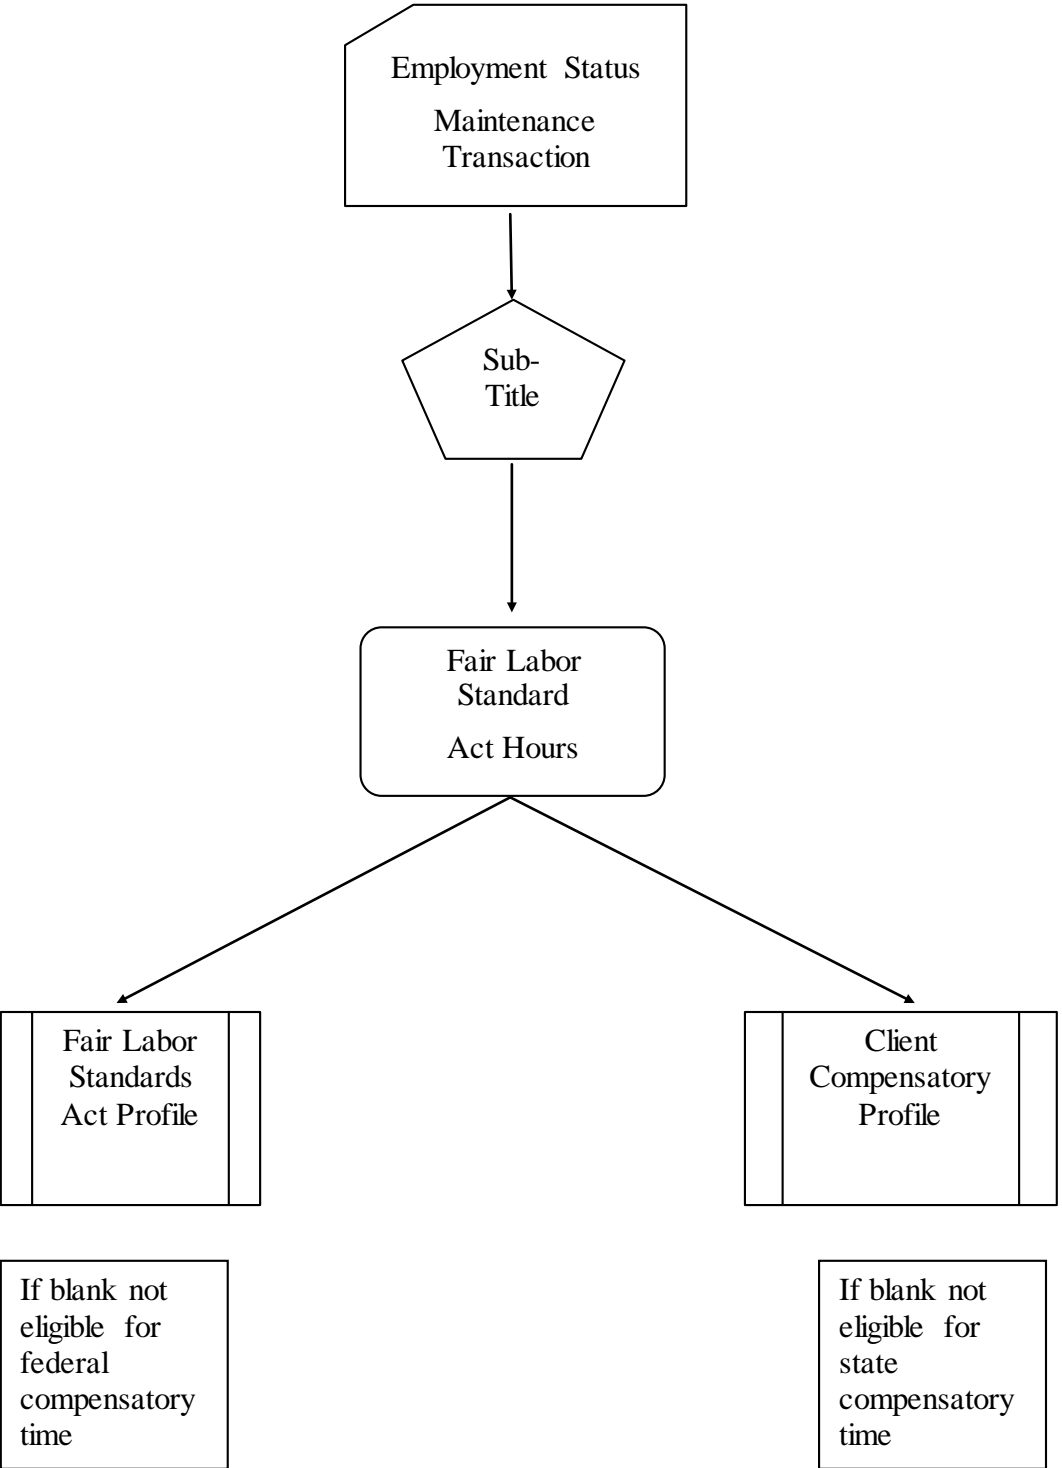 Employment Status
Maintenance
Transaction
Sub-
Title
Fair Labor
Standard
Act Hours
Fair Labor
Standards
Act Profile
Client
Compensatory
Profile
If blank not
eligible for
federal
compensatory
time
If blank not
eligible for
state
compensatory
time